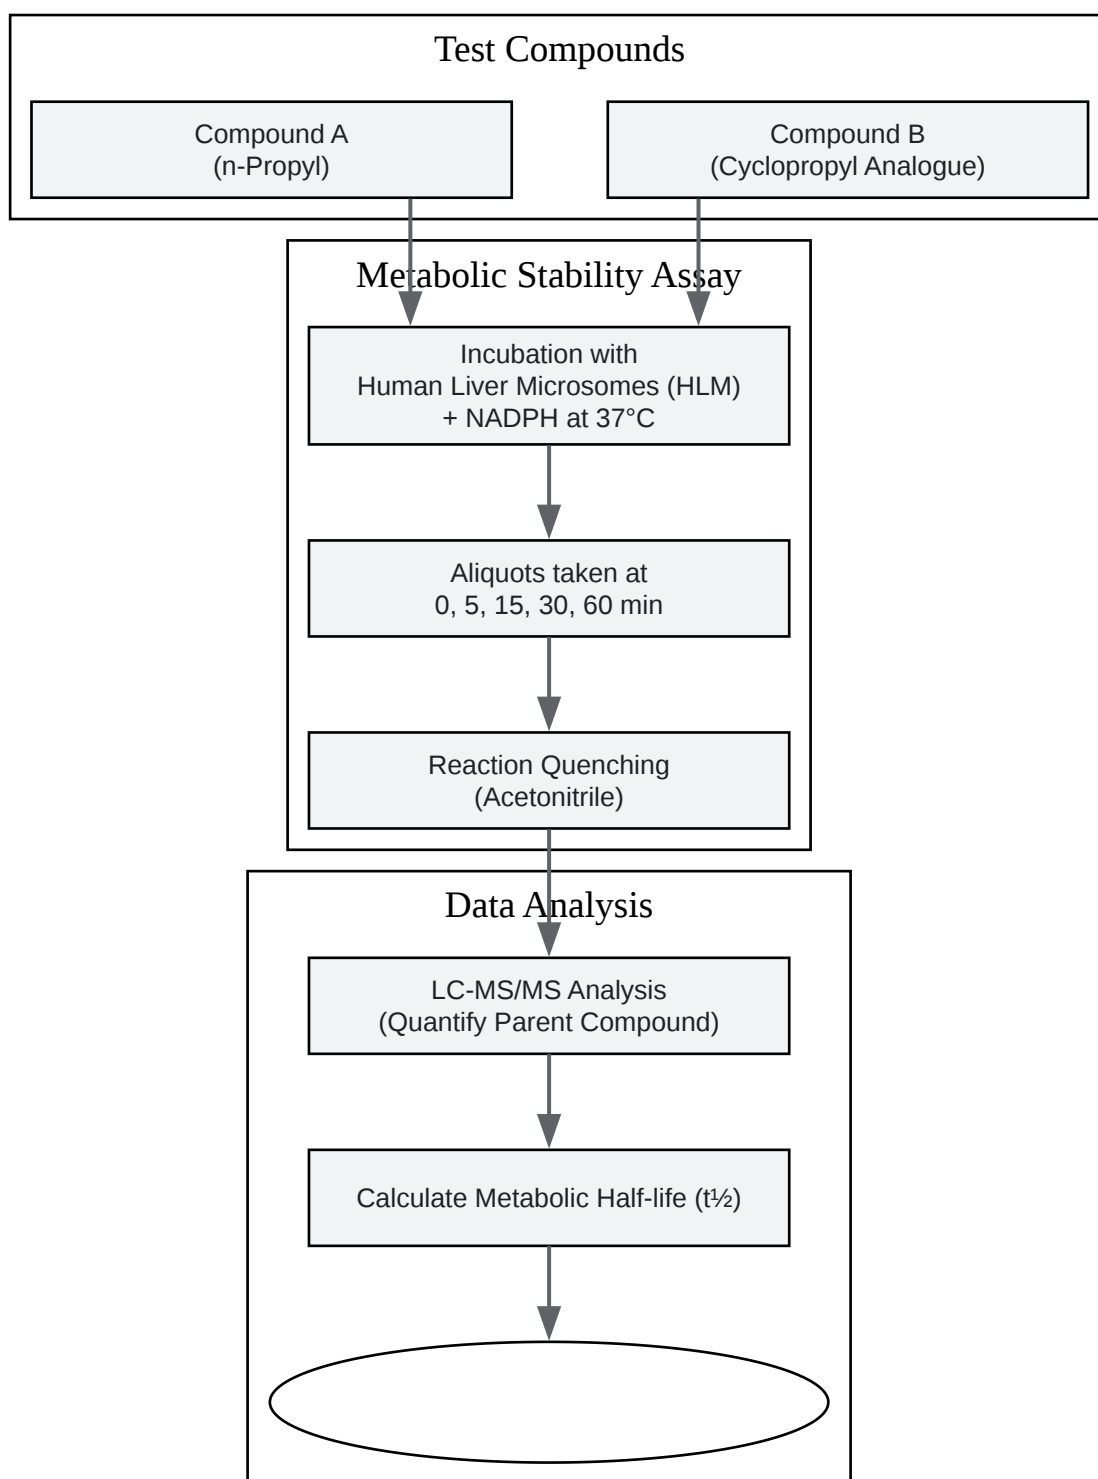 Test Compounds
Compound A
(n-Propyl)
Compound B
(Cyclopropyl Analogue)
Metabolic Stability Assay
Incubation with
Human Liver Microsomes (HLM)
+ NADPH at 37°C
Aliquots taken at
0, 5, 15, 30, 60 min
Reaction Quenching
(Acetonitrile)
Data Analysis
LC-MS/MS Analysis
(Quantify Parent Compound)
Calculate Metabolic Half-life (t½)